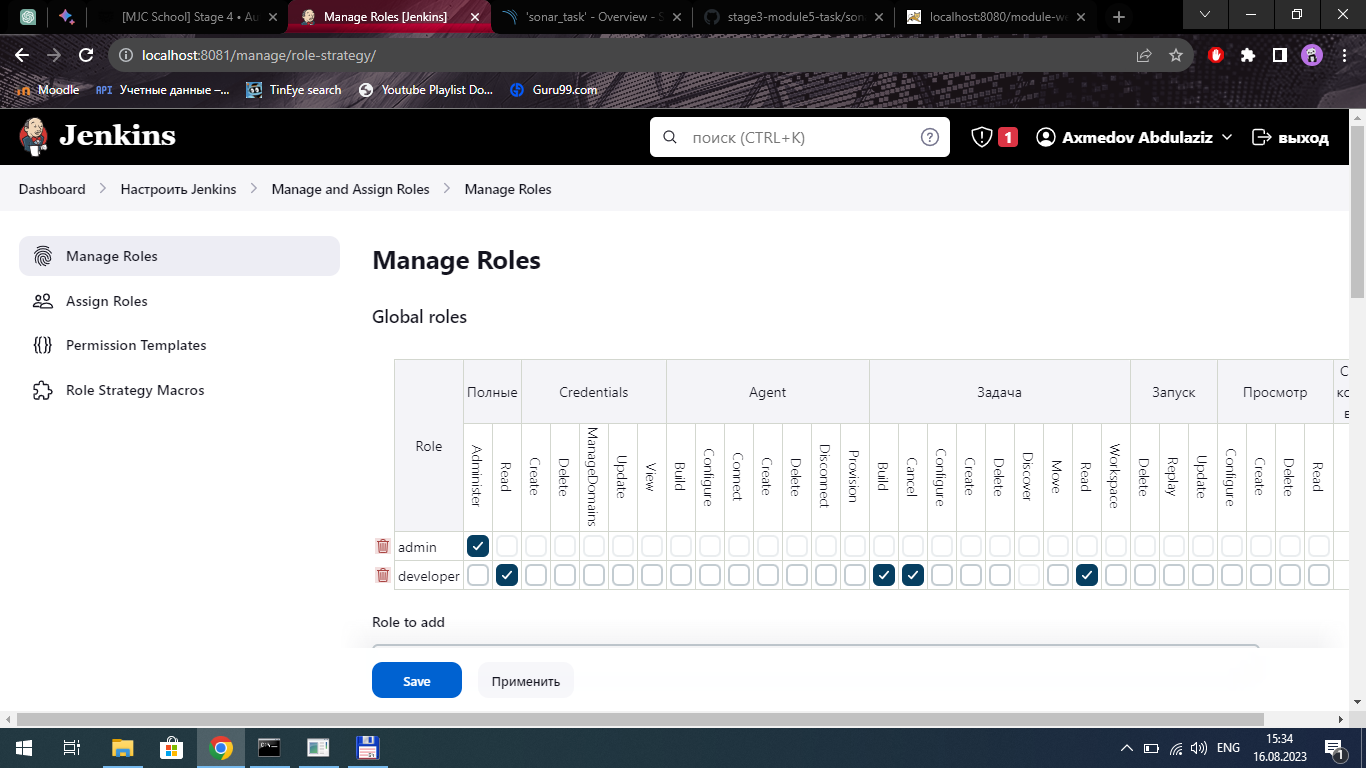 [MJC School] Stage 4 • Au
Manage Roles [Jenkins]
'sonar_task' - Overview - S
stage3-module5-task/son
localhost:8080/module-we
localhost:8081/manage/role-strategy/
Moodle
API Учетные данные –...
TinEye search
Youtube Playlist Do...
Guru99.com
Jenkins
поиск (CTRL+K)
1
Axmedov Abdulaziz
выход
Dashboard
Настроить Jenkins
Manage and Assign Roles
Manage Roles
Manage Roles
Assign Roles
Permission Templates
Role Strategy Macros
Manage Roles
Global roles
Role
Полные
Credentials
Agent
Задача
Запуск
Просмотр
С
кс
в
Administer
Read
Create
Delete
ManageDomains
Update
View
Build
Configure
Connect
Create
Delete
Disconnect
Provision
Build
Cancel
Configure
Create
Delete
Discover
Move
Read
Workspace
Delete
Replay
Update
Configure
Create
Delete
Read
admin
developer
Role to add
Save
Применить
ENG
15:34
16.08.2023
1